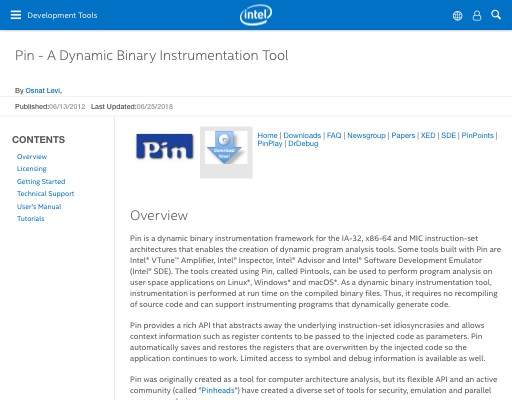 Development Tools
intel
Pin - A Dynamic Binary Instrumentation Tool
By Osnat Levi,
Published:06/13/2012 Last Updated:06/25/2018
CONTENTS
Overview
Licensing
Getting Started
Technical Support
User's Manual
Tutorials
Pin
Download Now!
Home | Downloads | FAQ | Newsgroup | Papers | XED | SDE | PinPoints |
PinPlay | DrDebug
Overview
Pin is a dynamic binary instrumentation framework for the IA-32, x86-64 and MIC instruction-set
architectures that enables the creation of dynamic program analysis tools. Some tools built with Pin are
Intel® VTune™ Amplifier, Intel® Inspector, Intel® Advisor and Intel® Software Development Emulator
(Intel® SDE). The tools created using Pin, called Pintools, can be used to perform program analysis on
user space applications on Linux*, Windows* and macOS*. As a dynamic binary instrumentation tool,
instrumentation is performed at run time on the compiled binary files. Thus, it requires no recompiling
of source code and can support instrumenting programs that dynamically generate code.
Pin provides a rich API that abstracts away the underlying instruction-set idiosyncrasies and allows
context information such as register contents to be passed to the injected code as parameters. Pin
automatically saves and restores the registers that are overwritten by the injected code so the
application continues to work. Limited access to symbol and debug information is available as well.
Pin was originally created as a tool for computer architecture analysis, but its flexible API and an active
community (called "Pinheads") have created a diverse set of tools for security, emulation and parallel